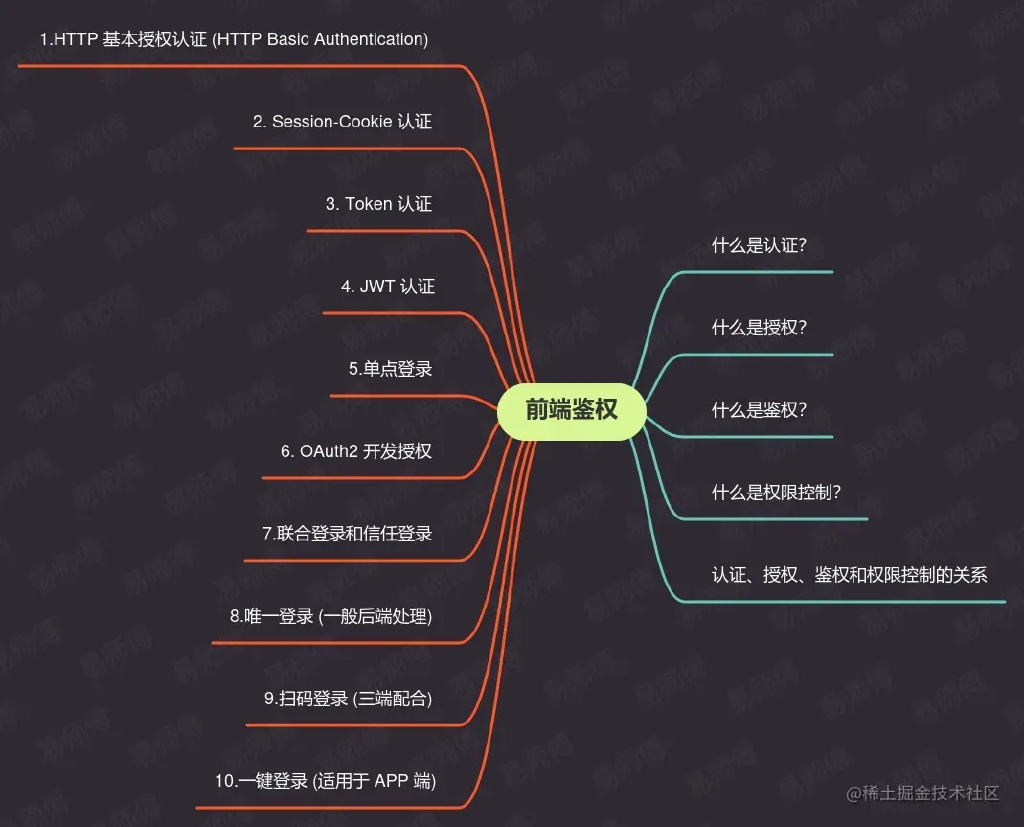 1.HTTP 基本授权认证 (HTTP Basic Authentication)
2. Session-Cookie 认证
3. Token 认证
4. JWT 认证
5.单点登录
6. OAuth2 开发授权
7.联合登录和信任登录
8.唯一登录 (一般后端处理)
9.扫码登录 (三端配合)
10.一键登录 (适用于 APP 端)
前端鉴权
什么是认证?
什么是授权?
什么是鉴权?
什么是权限控制?
认证、授权、鉴权和权限控制的关系
@稀土掘金技术社区